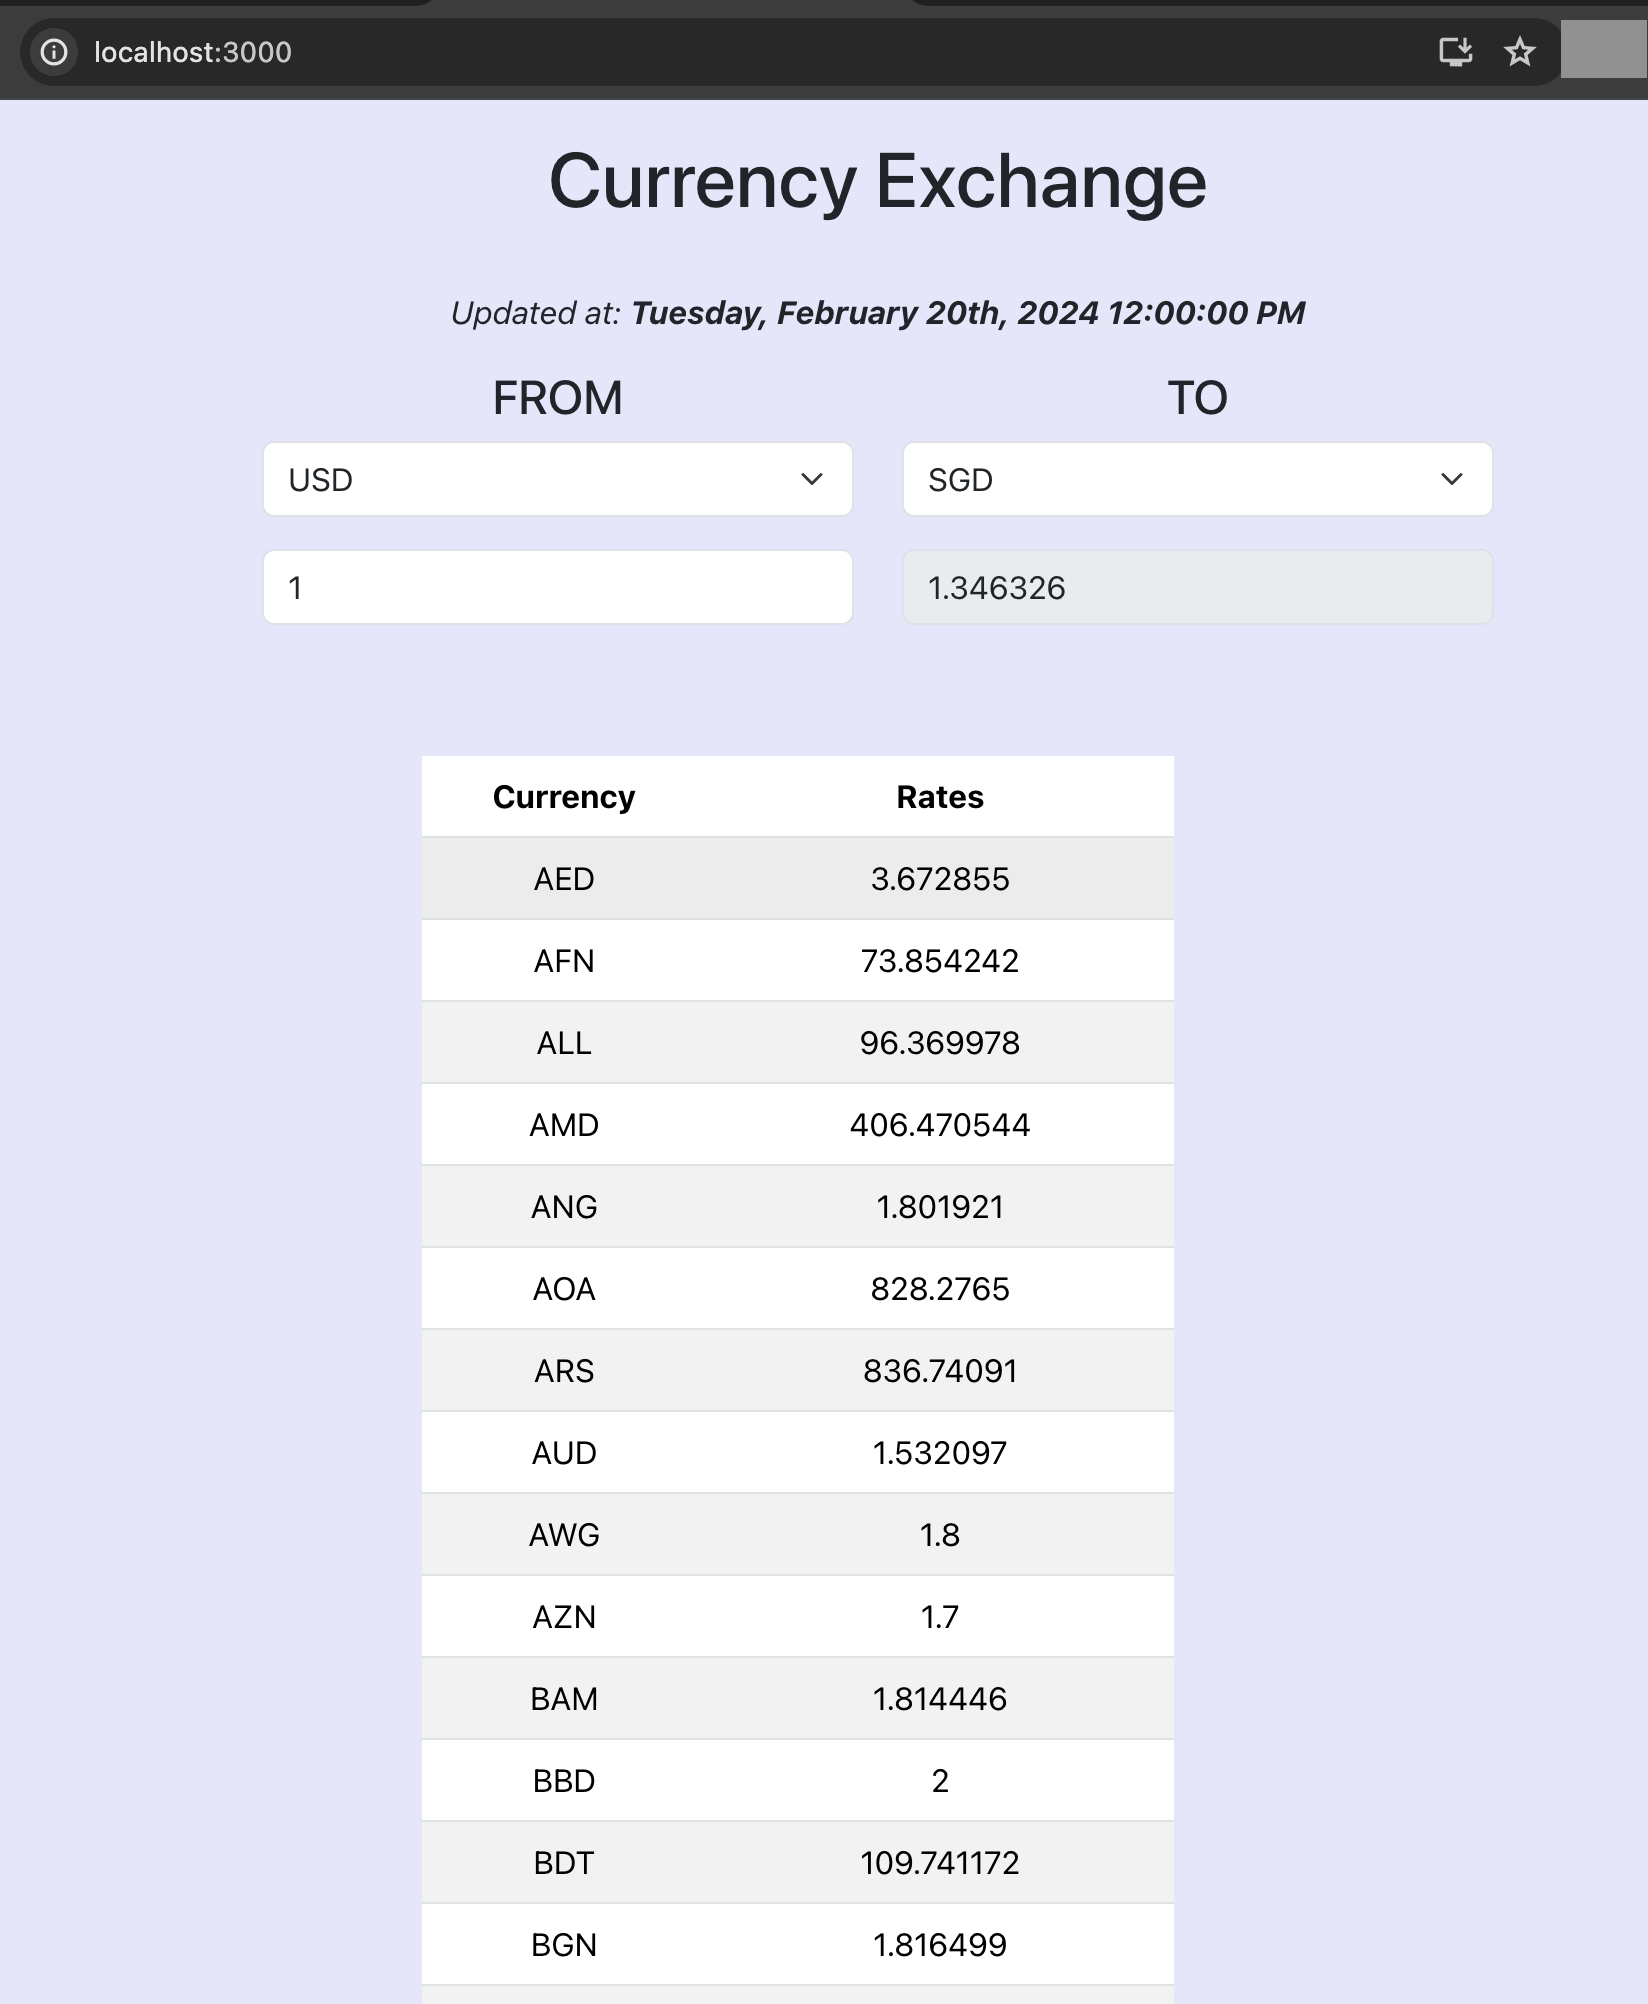 localhost:3000
Currency Exchange
Updated at: Tuesday, February 20th, 2024 12:00:00 PM
FROM TO
USD SGD
1 1.346326
Currency Rates
AED 3.672855
AFN 73.854242
ALL 96.369978
AMD 406.470544
ANG 1.801921
AOA 828.2765
ARS 836.74091
AUD 1.532097
AWG 1.8
AZN 1.7
BAM 1.814446
BBD 2
BDT 109.741172
BGN 1.816499